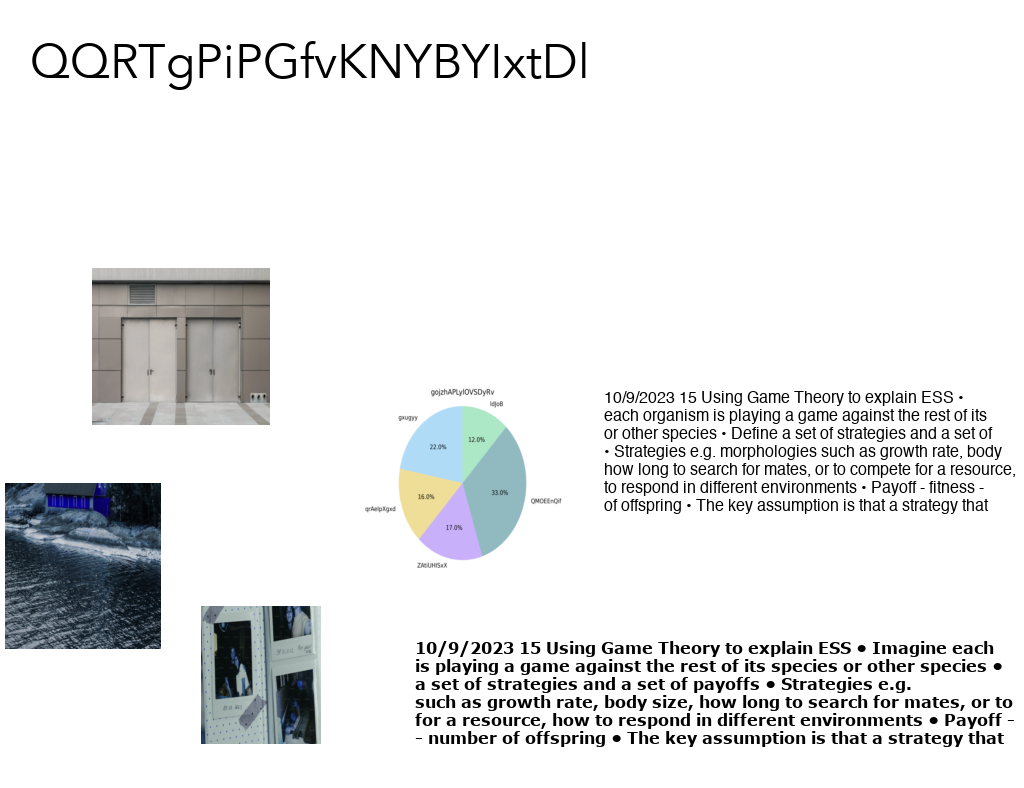 QQRTgPiPGfvKNYBYIxtDl
gojzhAPLylOVSDyRv
ldjoB
gxugyy
12.0%
22.0%
33.0%
16.0%
QMOEEnQif
17.0%
ZAtiUHlSxX
10/9/2023 15 Using Game Theory to explain ESS •
each organism is playing a game against the rest of its
or other species • Define a set of strategies and a set of
• Strategies e.g. morphologies such as growth rate, body
how long to search for mates, or to compete for a resource,
to respond in different environments • Payoff - fitness -
of offspring • The key assumption is that a strategy that
10/9/2023 15 Using Game Theory to explain ESS • Imagine each
is playing a game against the rest of its species or other species •
a set of strategies and a set of payoffs • Strategies e.g.
such as growth rate, body size, how long to search for mates, or to
for a resource, how to respond in different environments • Payoff –
– number of offspring • The key assumption is that a strategy that